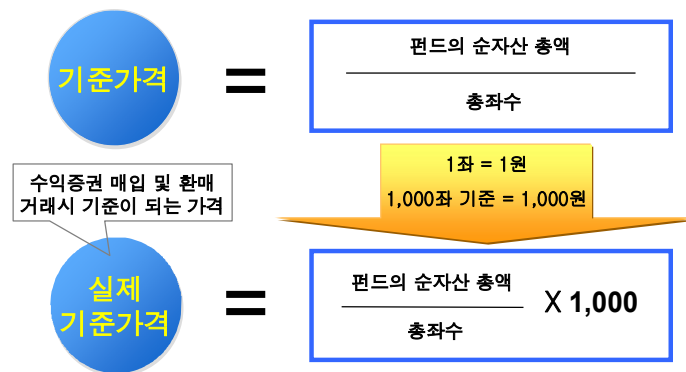 기준가격
=
펀드의 순자산 총액
총좌수
1좌 = 1원
1,000좌 기준 = 1,000원
수익증권 매입 및 환매
거래시 기준이 되는 가격
실제
기준가격
=
펀드의 순자산 총액
총좌수
X 1,000